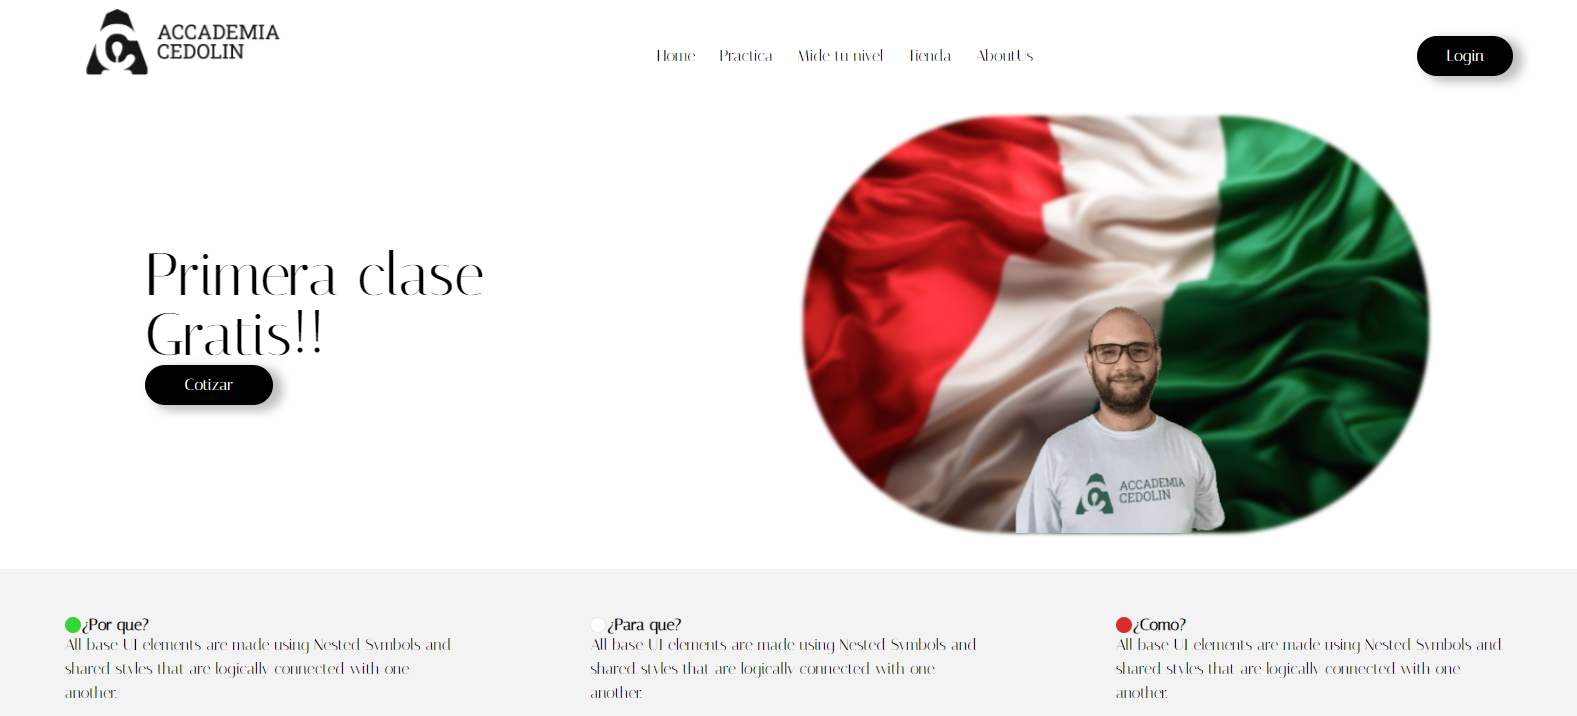 ACCADEMIA
CEDOLIN
Home Practica Mide tu nivel Tienda AboutUs
Login
Primera clase
Gratis!!
Cotizar
ACCADEMIA
CEDOLIN
¿Por que?
All base UI elements are made using Nested Symbols and
shared styles that are logically connected with one
another.
¿Para que?
All base UI elements are made using Nested Symbols and
shared styles that are logically connected with one
another.
¿Como?
All base UI elements are made using Nested Symbols and
shared styles that are logically connected with one
another.